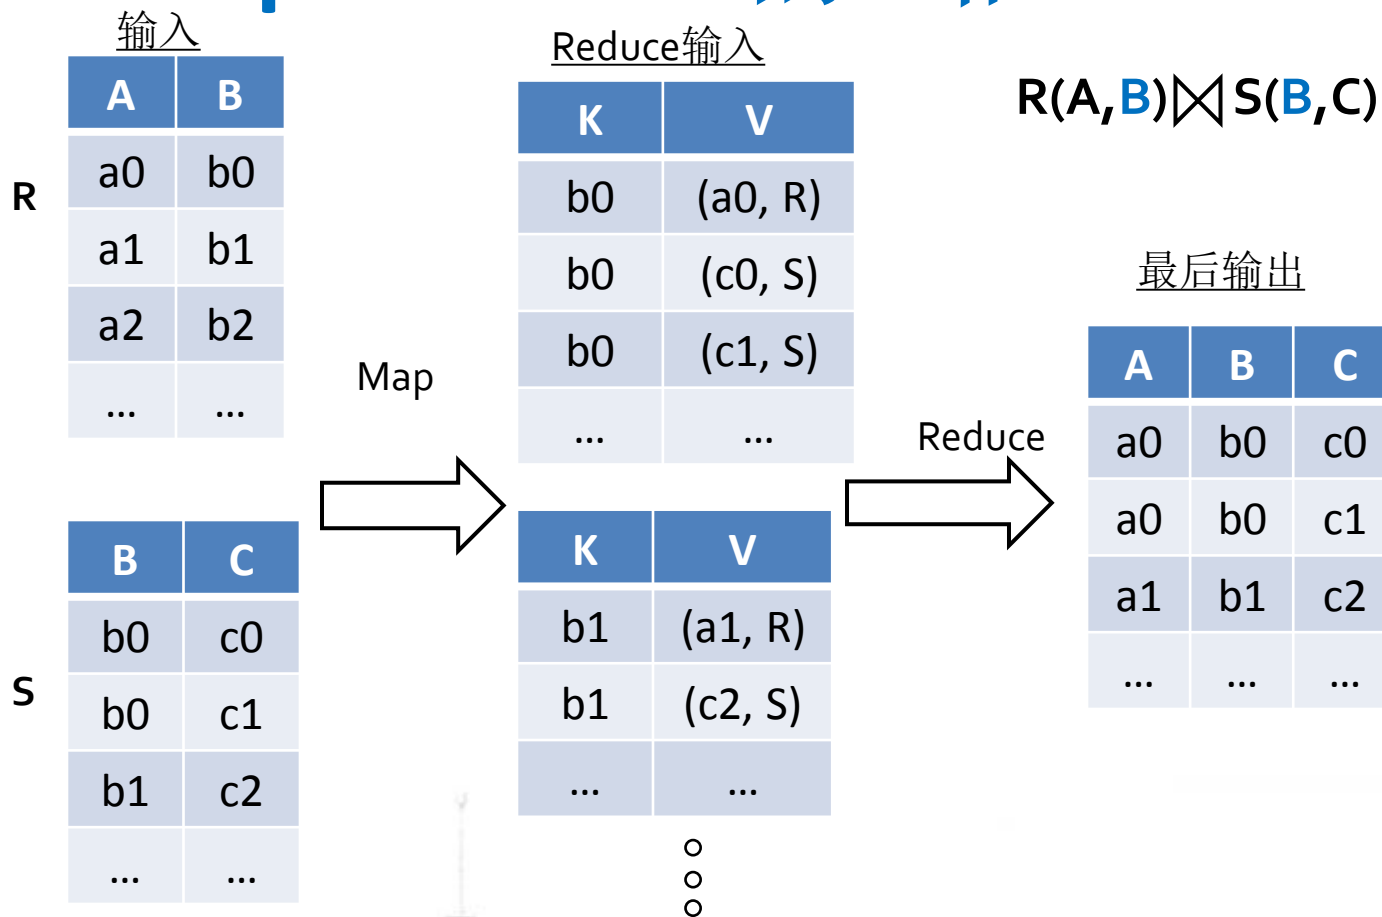 输入
A B
R
a0 b0
a1 b1
a2 b2
... ...
B C
S
b0 c0
b0 c1
b1 c2
... ...
Map
Reduce输入
K V
b0 (a0, R)
b0 (c0, S)
b0 (c1, S)
... ...
K V
b1 (a1, R)
b1 (c2, S)
... ...
Reduce
R(A,B)⋈S(B,C)
最后输出
A B C
a0 b0 c0
a0 b0 c1
a1 b1 c2
... ... ...